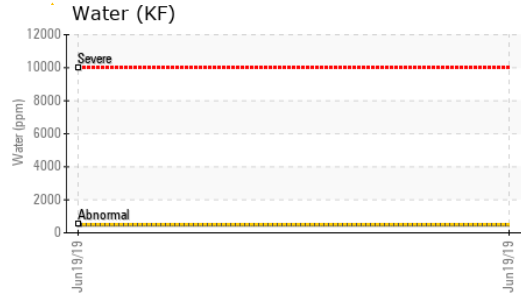 Water (KF)
12000
Severe
10000
8000
Water (ppm)
6000
4000
2000
Abnormal
0
Jun19/19
Jun19/19